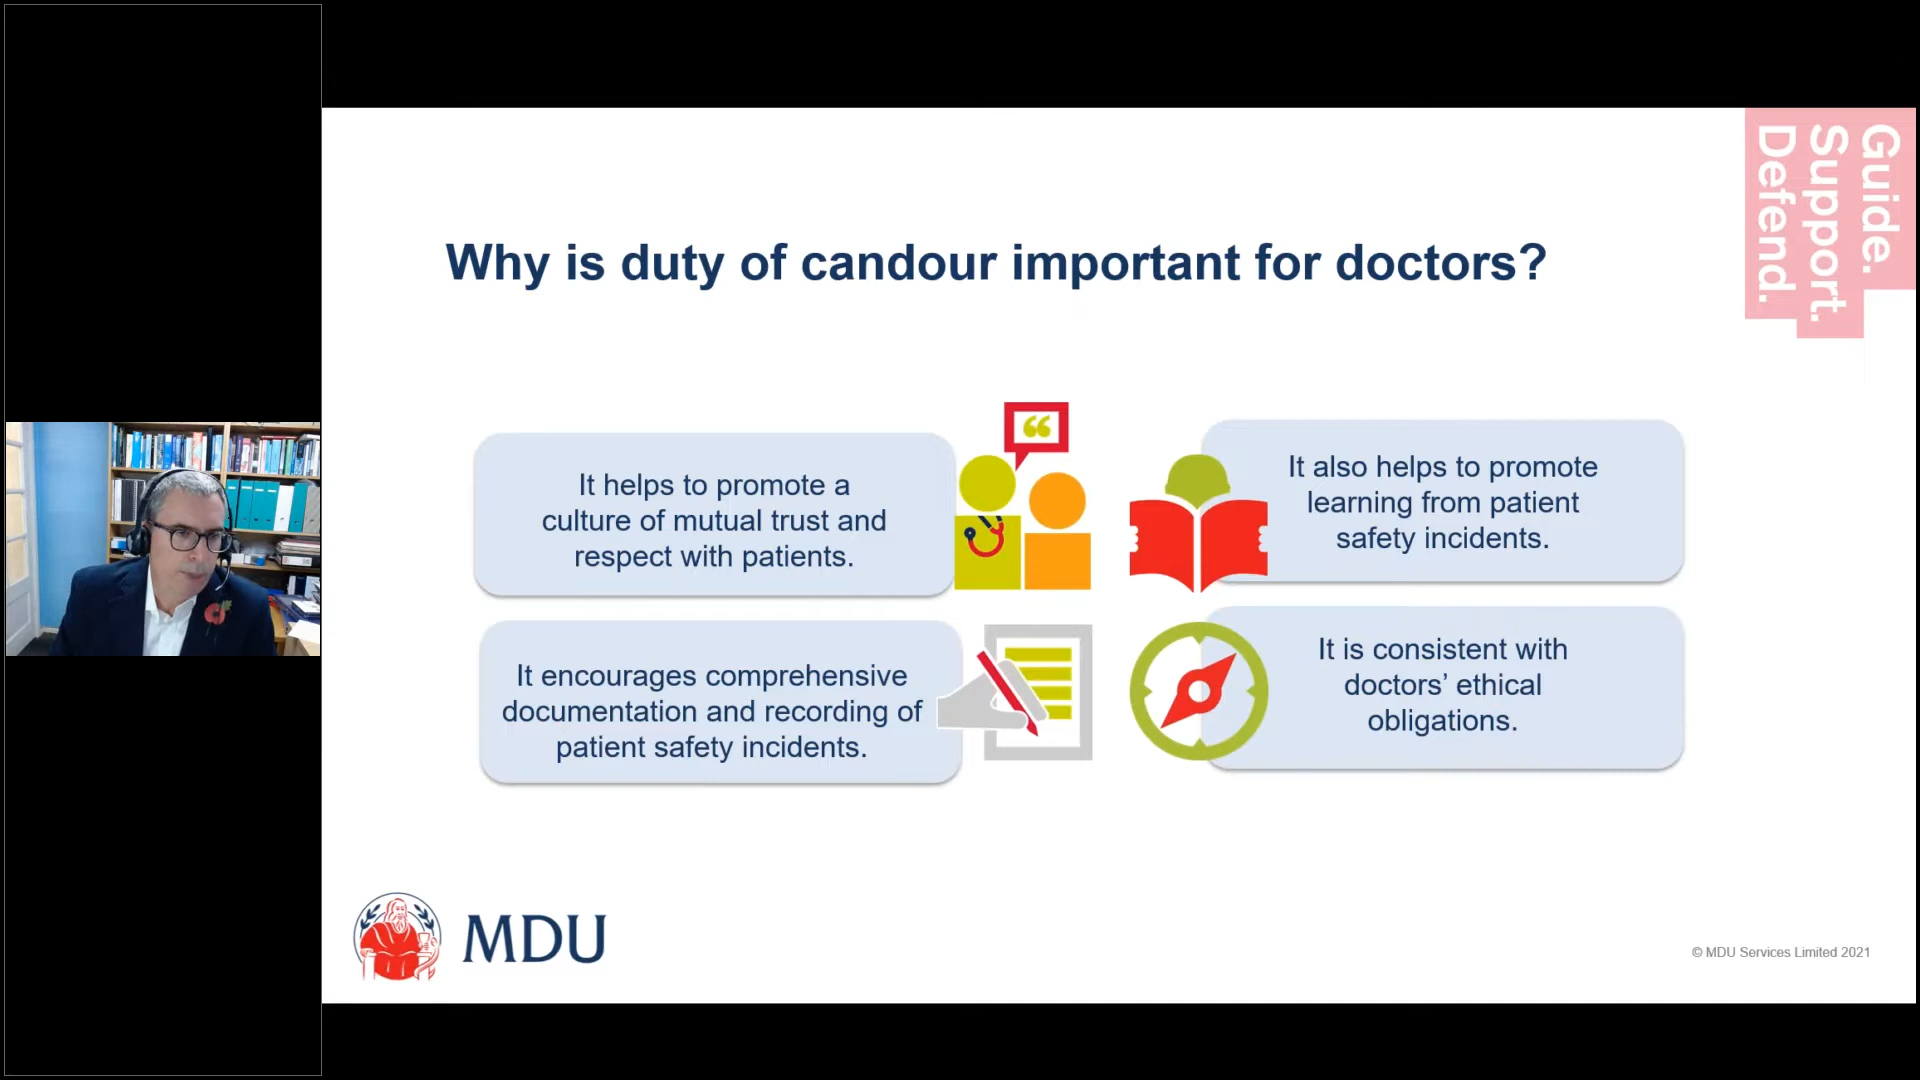 Guide.
Support.
Defend.
Why is duty of candour important for doctors?
It helps to promote a
culture of mutual trust and
respect with patients.
It also helps to promote
learning from patient
safety incidents.
It encourages comprehensive
documentation and recording of
patient safety incidents.
It is consistent with
doctors’ ethical
obligations.
MDU
© MDU Services Limited 2021